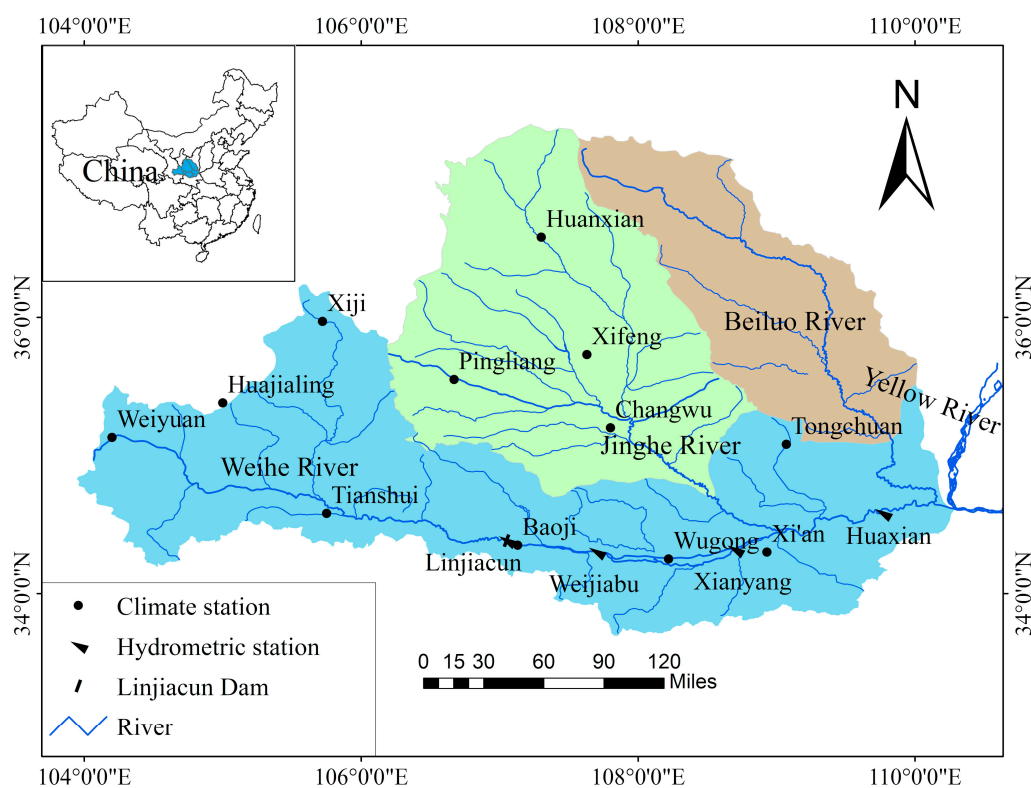 104°0'0"E
106°0'0"E
108°0'0"E
110°0'0"E
N
China
Huanxian
36°0'0"N
36°0'0"N
Xiji
Beiluo River
Xifeng
Pingliang
Yellow River
Huajialing
Changwu
Weiyuan
Tongchuan
Jinghe River
Weihe River
Tianshui
Baoji
Wugong
Xi'an
Huaxian
Linjiacun
Weijiabu
Xianyang
34°0'0"N
34°0'0"N
Climate station
Hydrometric station
Linjiacun Dam
River
0 15 30 60 90 120
Miles
104°0'0"E
106°0'0"E
108°0'0"E
110°0'0"E